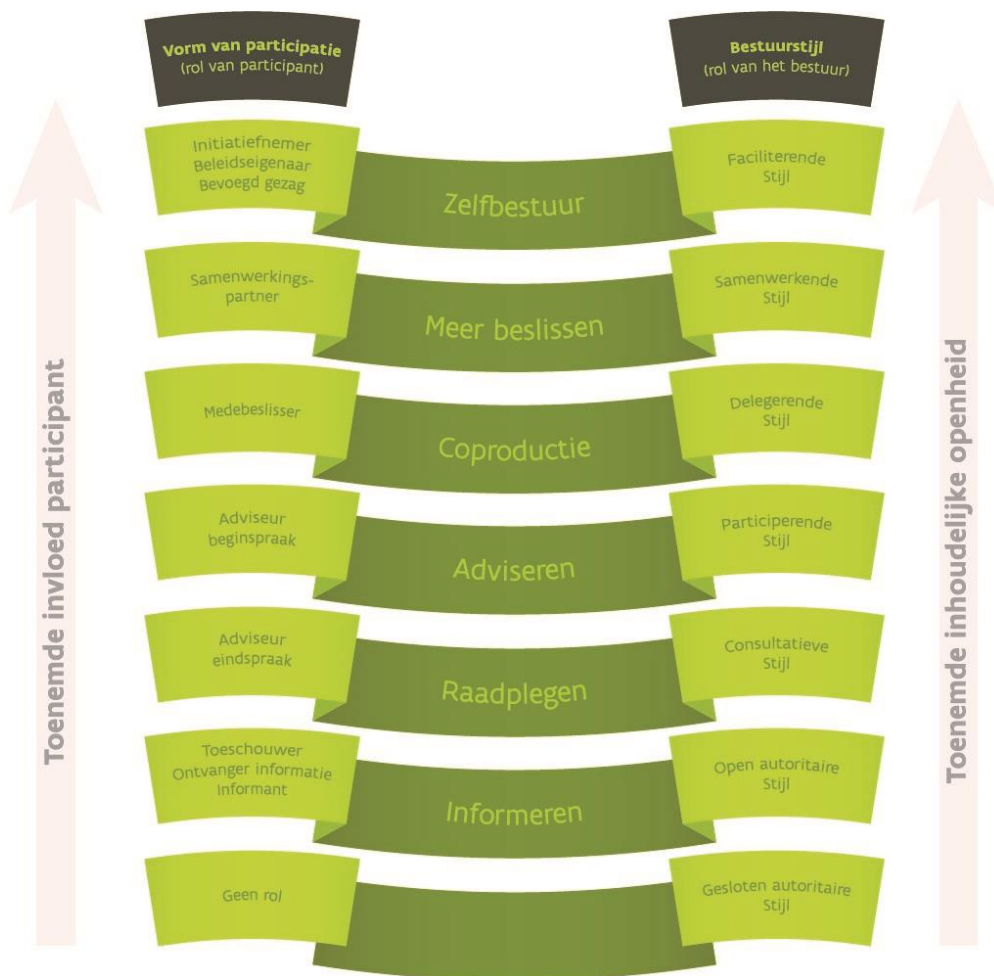 Vorm van participatie
(rol van participant)
Bestuurstijl
(rol van het bestuur)
Initiatiefnemer
Beleidseigenaar
Bevoegd gezag
Zelfbestuur
Faciliterende
Stijl
Samenwerkings-
partner
Meer beslissen
Samenwerkende
Stijl
Medebeslisser
Coproductie
Delegerende
Stijl
Adviseur
beginspraak
Adviseren
Participerende
Stijl
Adviseur
eindspraak
Raadplegen
Consultatieve
Stijl
Toeschouwer
Ontvanger informatie
Informant
Informeren
Open autoritaire
Stijl
Geen rol
Gesloten autoritaire
Stijl
Toenemde invloed participant
Toenemde inhoudelijke openheid